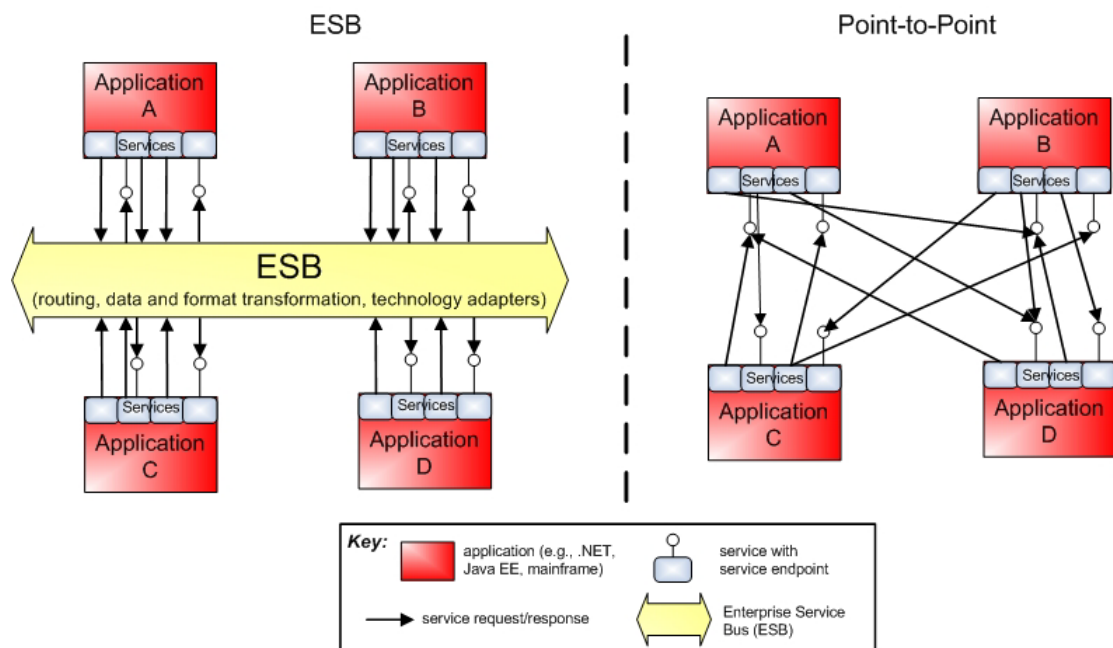 ESB
Point-to-Point
Application
A
Services
Application
B
Services
Application
A
Services
Application
B
Services
ESB
(routing, data and format transformation, technology adapters)
Services
Application
C
Services
Application
D
Services
Application
C
Services
Application
D
Key:
application (e.g., .NET,
Java EE, mainframe)
service with
service endpoint
service request/response
Enterprise Service
Bus (ESB)